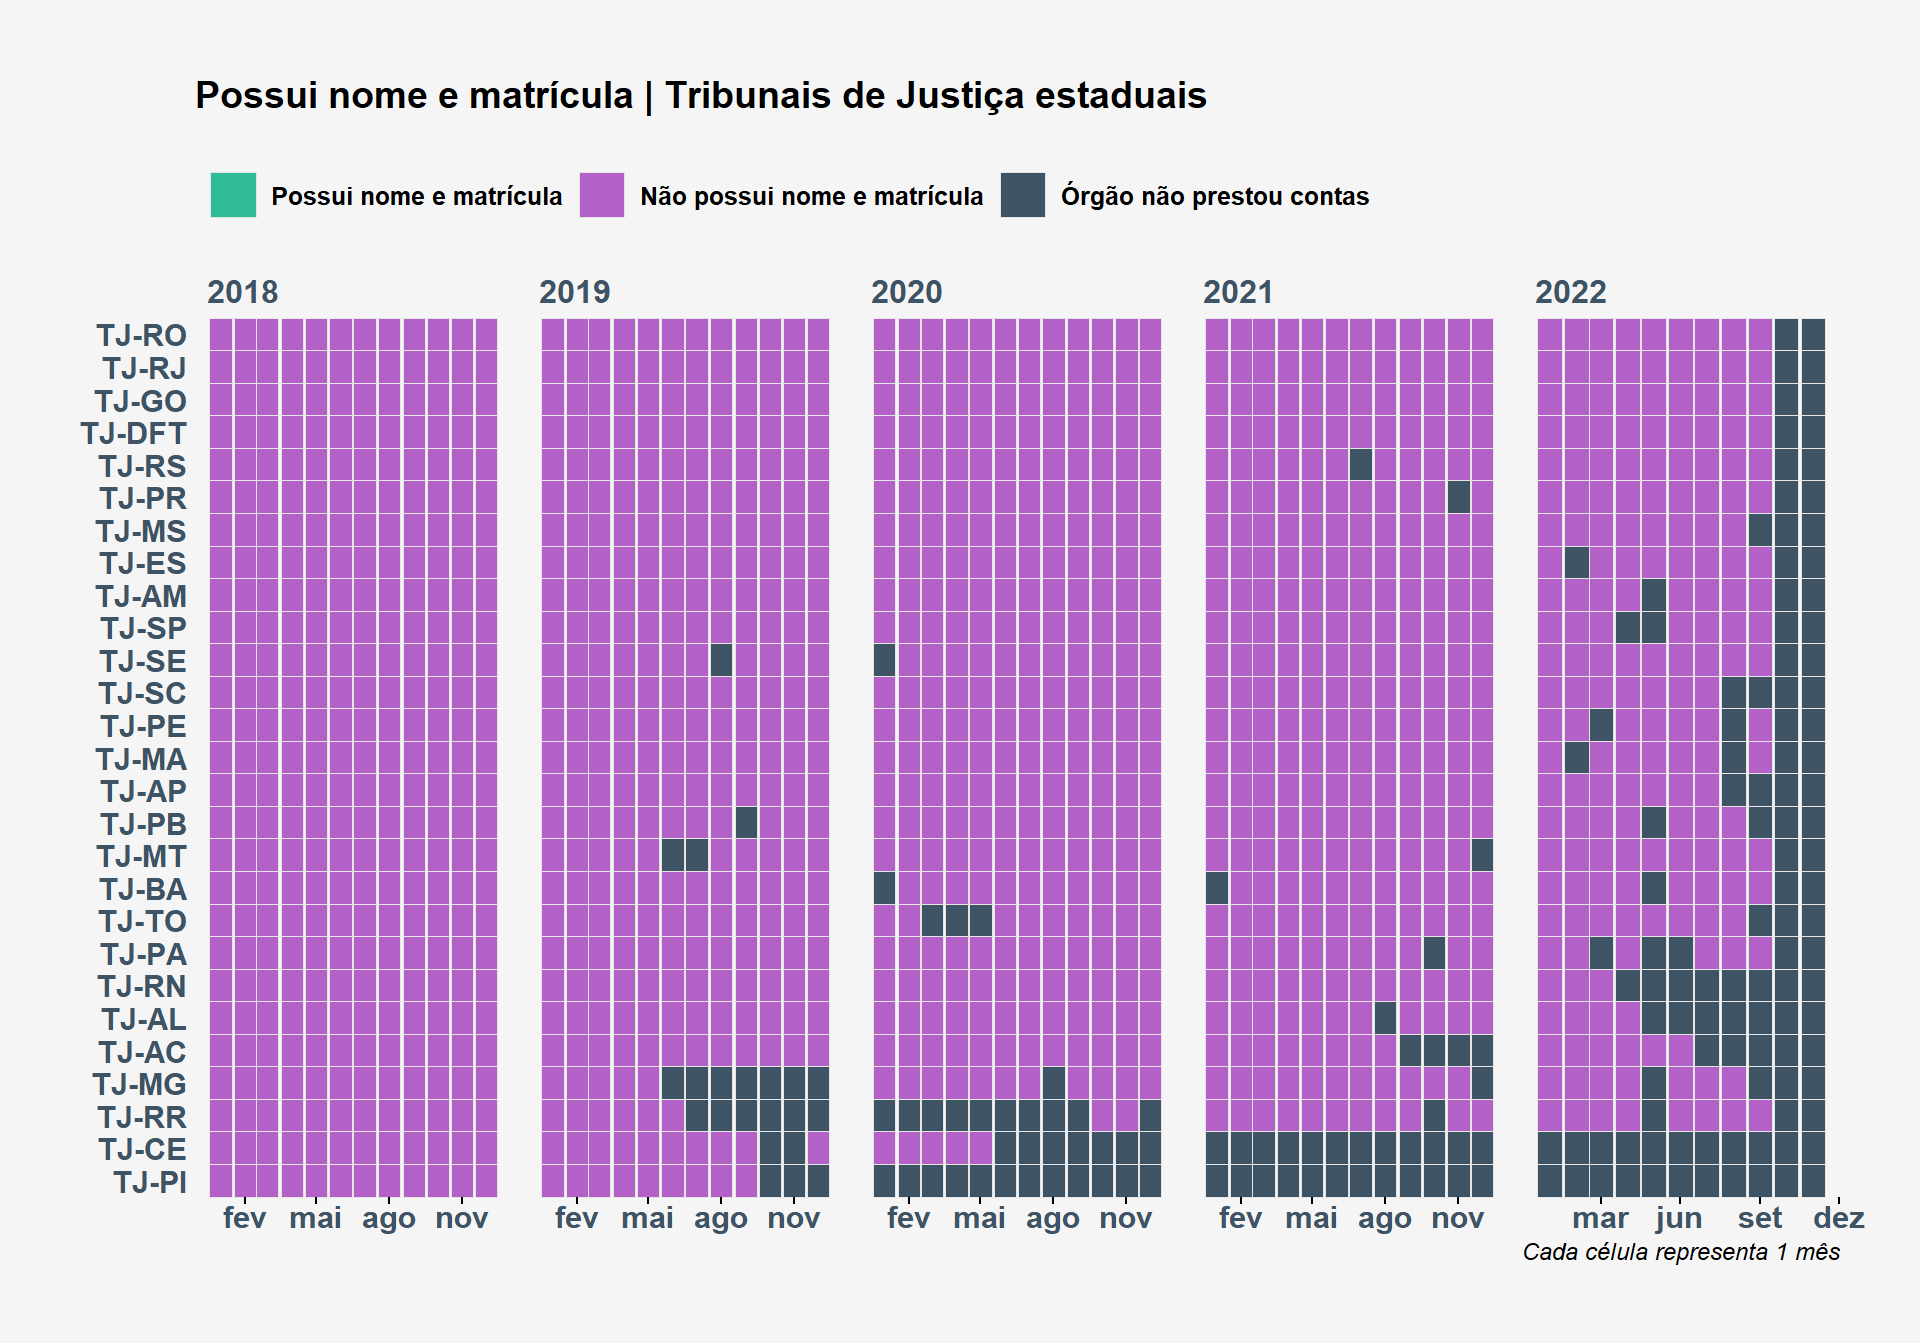 Possui nome e matrícula | Tribunais de Justiça estaduais
Possui nome e matrícula Não possui nome e matrícula Órgão não prestou contas
2018 2019 2020 2021 2022
TJ-RO
TJ-RJ
TJ-GO
TJ-DFT
TJ-RS
TJ-PR
TJ-MS
TJ-ES
TJ-AM
TJ-SP
TJ-SE
TJ-SC
TJ-PE
TJ-MA
TJ-AP
TJ-PB
TJ-MT
TJ-BA
TJ-TO
TJ-PA
TJ-RN
TJ-AL
TJ-AC
TJ-MG
TJ-RR
TJ-CE
TJ-PI
fev mai ago nov fev mai ago nov fev mai ago nov fev mai ago nov mar jun set dez
Cada célula representa 1 mês